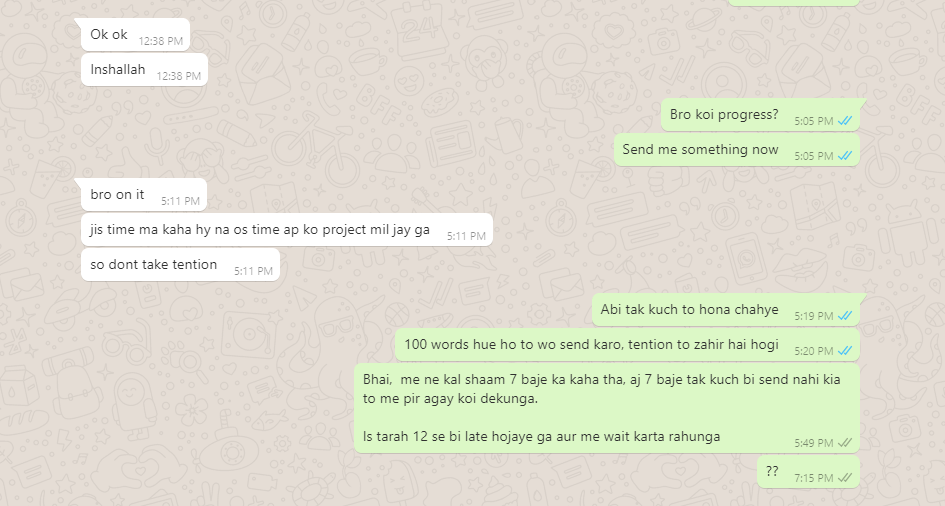 Ok ok 12:38 PM
Inshallah 12:38 PM
Bro koi progress? 5:05 PM
Send me something now 5:05 PM
bro on it 5:11 PM
jis time ma kaha hy na os time ap ko project mil jay ga 5:11 PM
so dont take tention 5:11 PM
Abi tak kuch to hona chahye 5:19 PM
100 words hue ho to wo send karo, tention to zahir hai hogi 5:20 PM
Bhai,  me ne kal shaam 7 baje ka kaha tha, aj 7 baje tak kuch bi send nahi kia
to me pir agay koi dekunga.
Is tarah 12 se bi late hojaye ga aur me wait karta rahunga 5:49 PM
?? 7:15 PM